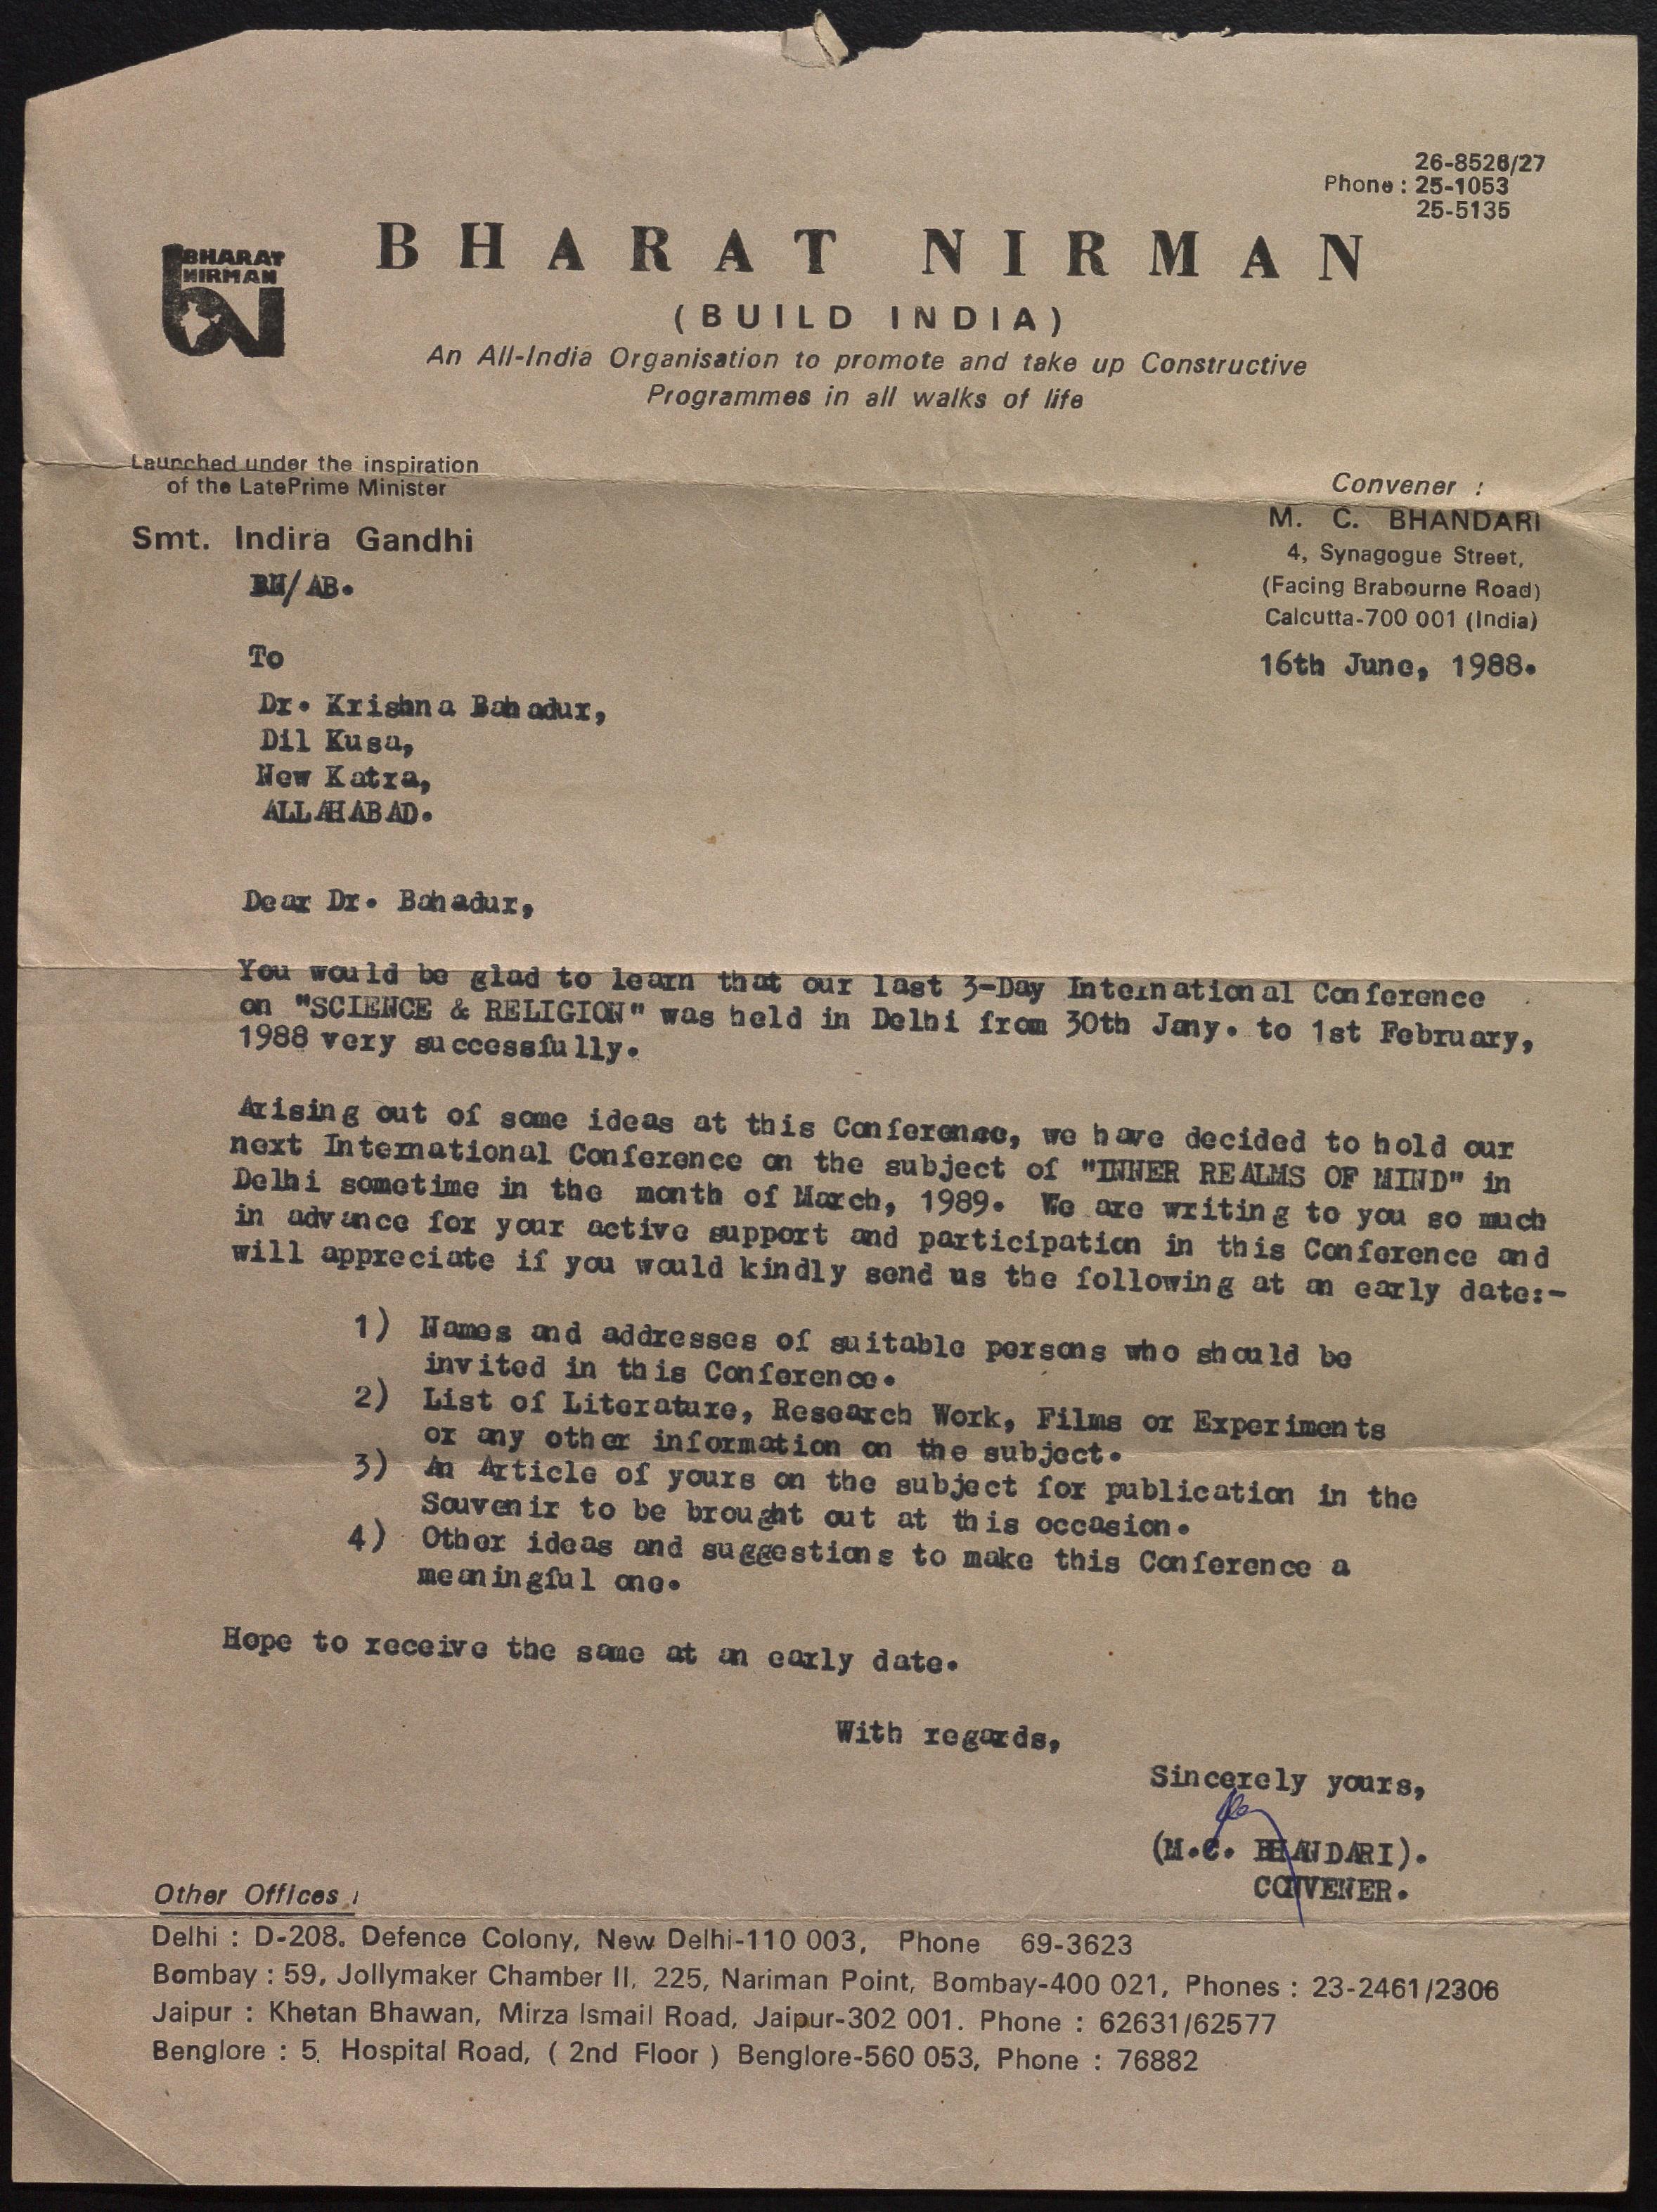 26-8526/27
Phone : 25-1053
25-5135
BHARAT
NIRMAN
BHARAT NIRMAN
(BUILD INDIA)
An All-India Organisation to promote and take up Constructive
Programmes in all walks of life
Launched under the inspiration
of the LatePrime Minister
Smt. Indira Gandhi
Convener :
M. C. BHANDARI
4, Synagogue Street,
(Facing Brabourne Road)
Calcutta-700 001 (India)
BN/AB.
16th June, 1988.
To
Dr. Krishna Bahadur,
Dil Kusa,
New Katra,
ALLAHABAD.
Dear Dr. Bahadur,
You would be glad to learn that our last 3-Day International Conference
on "SCIENCE & RELIGION" was held in Delhi from 30th Jany. to 1st February,
1988 very successfully.
Arising out of some ideas at this Conference, we have decided to hold our
next International Conference on the subject of "INNER REALMS OF MIND" in
Delhi sometime in the month of March, 1989. We are writing to you so much
in advance for your active support and participation in this Conference and
will appreciate if you would kindly send us the following at an early date:-
1) Names and addresses of suitable persons who should be
invited in this Conference.
2) List of Literature, Research Work, Films or Experiments
or any other information on the subject.
3) An Article of yours on the subject for publication in the
Souvenir to be brought out at this occasion.
4) Other ideas and suggestions to make this Conference a
meaningful one.
Hope to receive the same at an early date.
With regards,
Sincerely yours,
(M.C. BHANDARI).
CONVENER.
Other Offices :
Delhi : D-208. Defence Colony, New Delhi-110 003, Phone 69-3623
Bombay : 59, Jollymaker Chamber II, 225, Nariman Point, Bombay-400 021, Phones : 23-2461/2306
Jaipur : Khetan Bhawan, Mirza Ismail Road, Jaipur-302 001. Phone : 62631/62577
Benglore : 5, Hospital Road, ( 2nd Floor ) Benglore-560 053, Phone : 76882